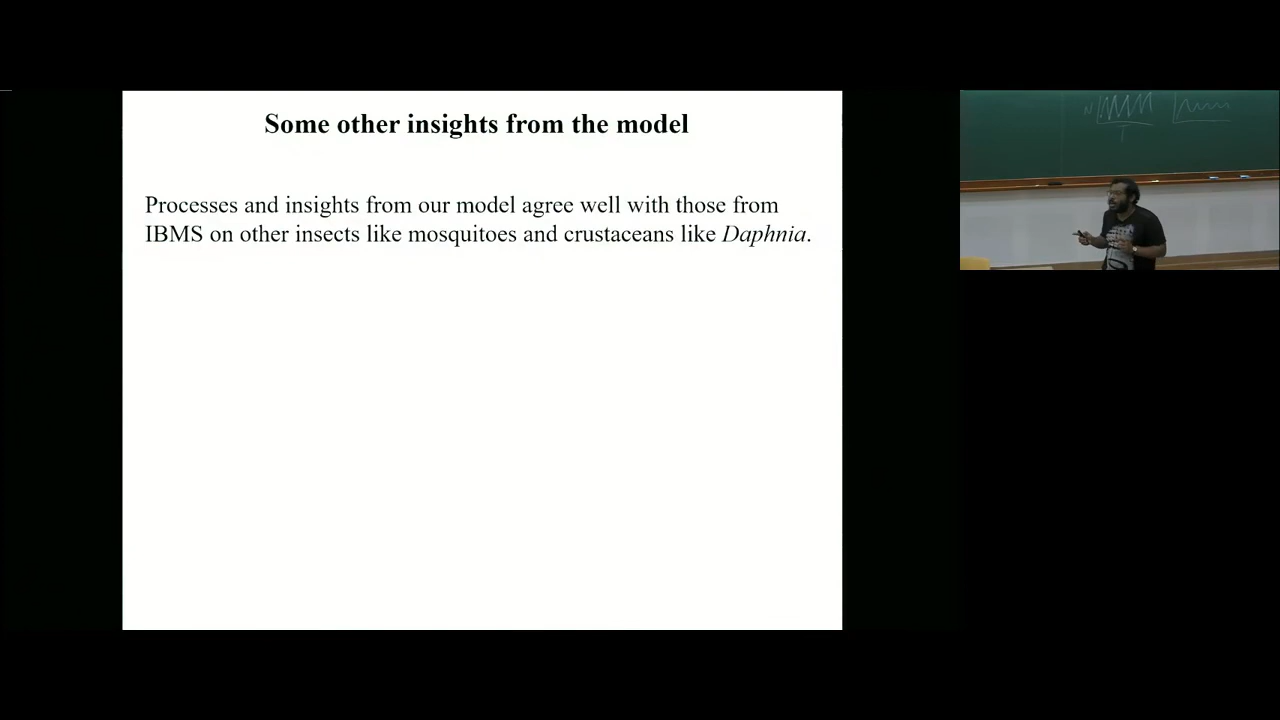 Some other insights from the model
Processes and insights from our model agree well with those from
IBMS on other insects like mosquitoes and crustaceans like Daphnia.
N
T